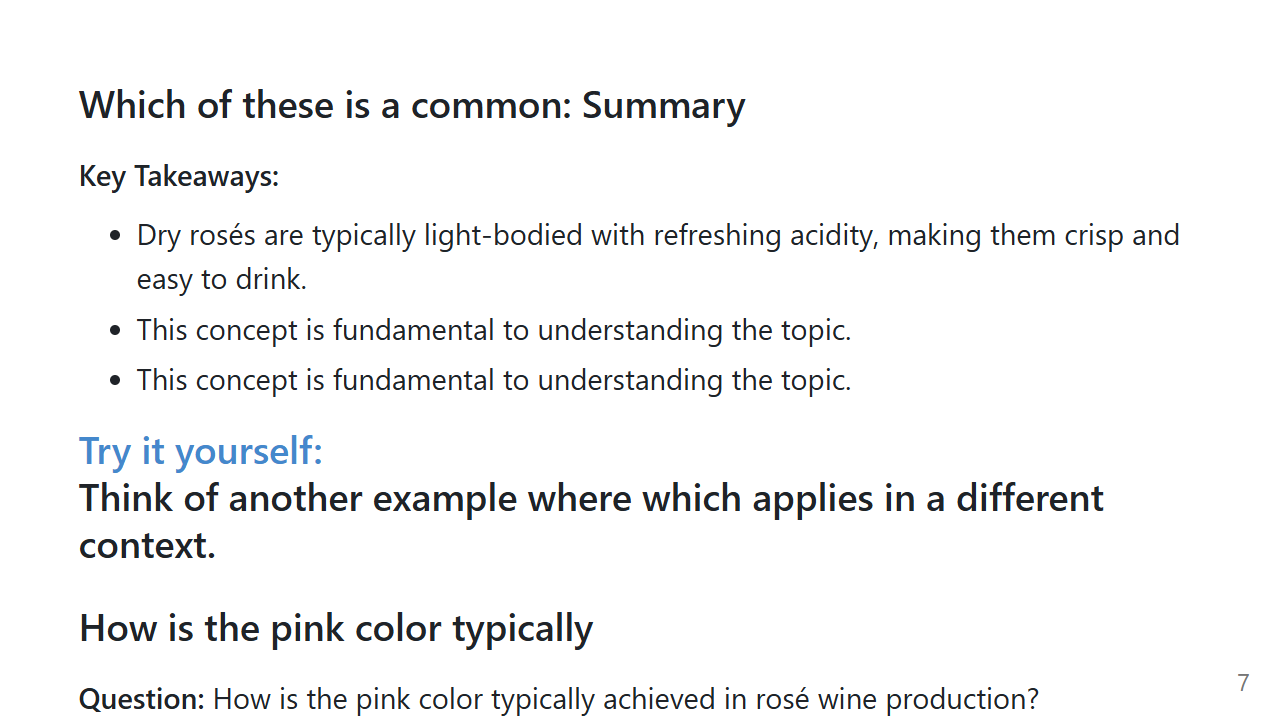 Which of these is a common: Summary
Key Takeaways:
Dry rosés are typically light-bodied with refreshing acidity, making them crisp and
easy to drink.
This concept is fundamental to understanding the topic.
This concept is fundamental to understanding the topic.
Try it yourself:
Think of another example where which applies in a different
context.
How is the pink color typically
Question: How is the pink color typically achieved in rosé wine production?
7